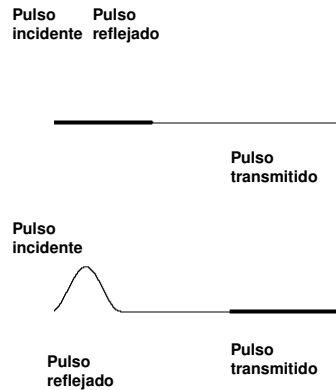 Pulso
incidente
Pulso
reflejado
Pulso
transmitido
Pulso
incidente
Pulso
reflejado
Pulso
transmitido